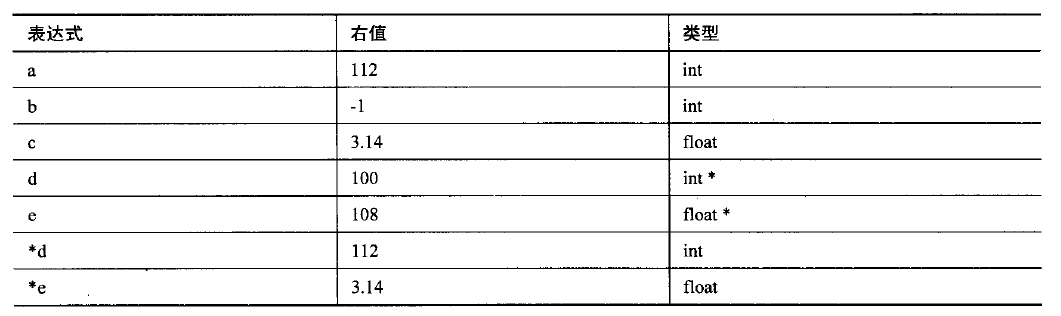 表达式 右值 类型
a 112 int
b -1 int
c 3.14 float
d 100 int *
e 108 float *
*d 112 int
*e 3.14 float